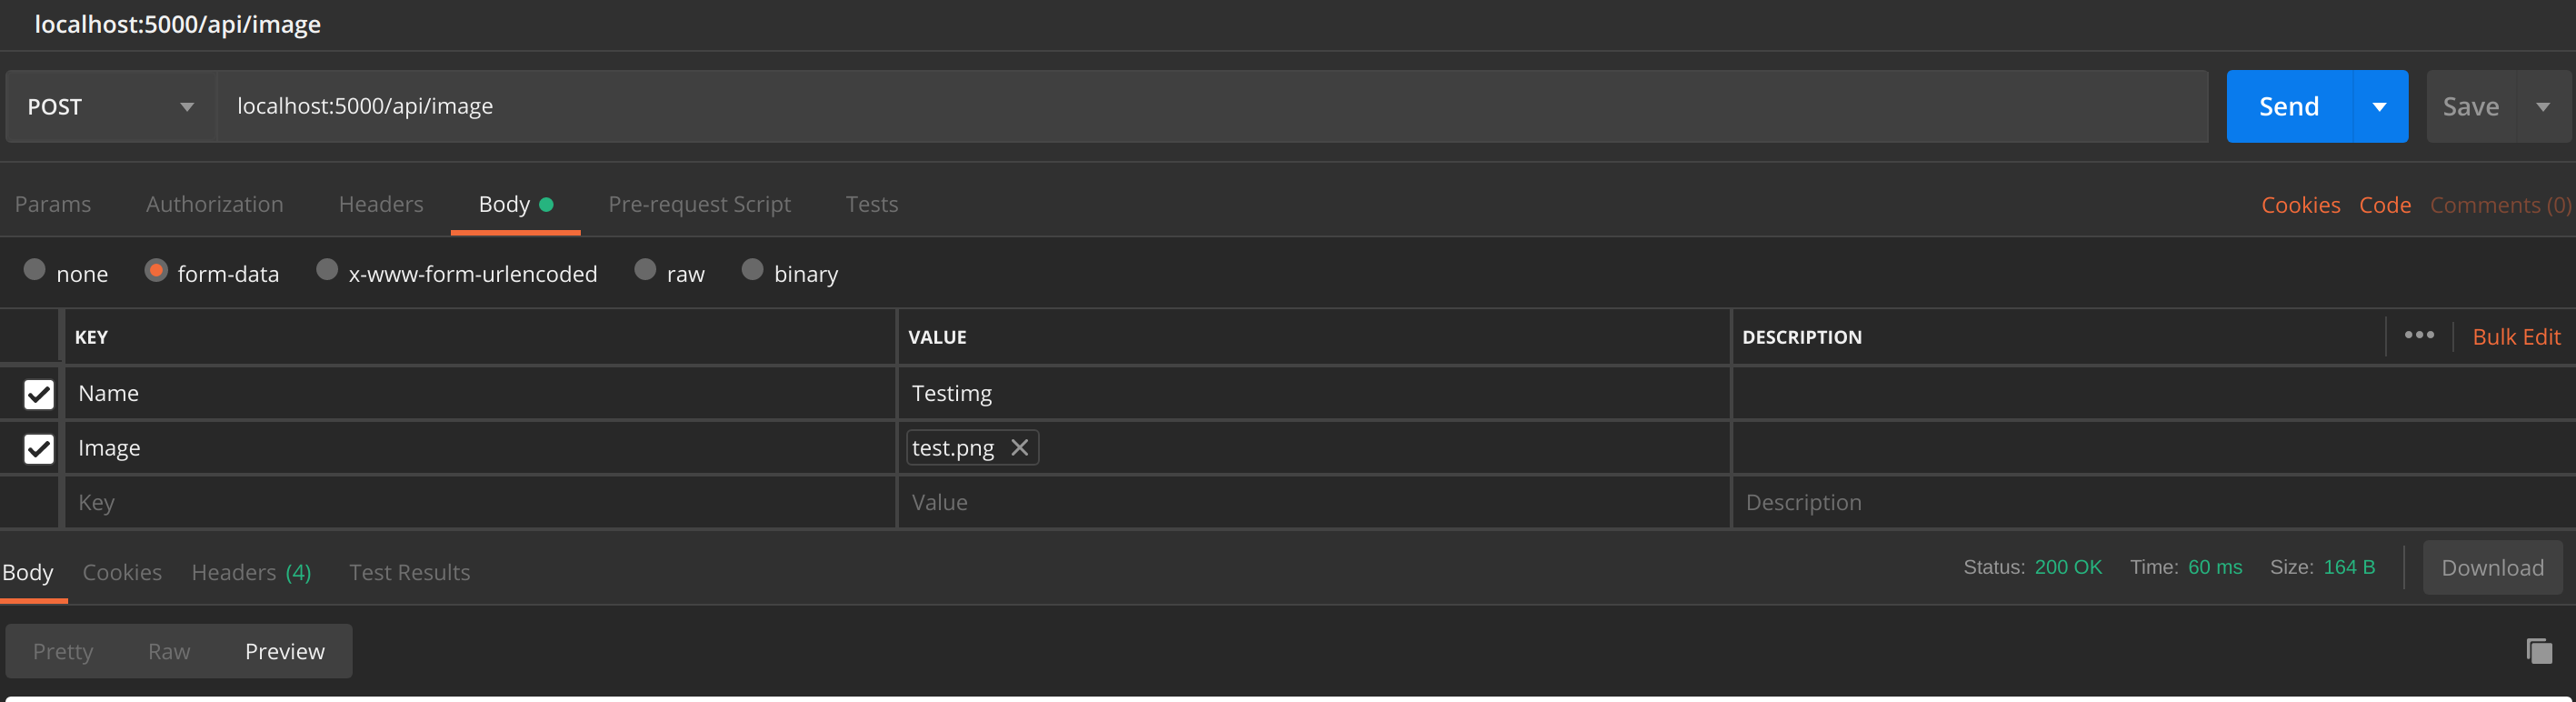 localhost:5000/api/image
POST localhost:5000/api/image Send Save
Params Authorization Headers Body Pre-request Script Tests Cookies Code Comments (0)
none form-data x-www-form-urlencoded raw binary
KEY VALUE DESCRIPTION ••• Bulk Edit
Name Testimg
Image test.png
Key Value Description
Body Cookies Headers (4) Test Results Status: 200 OK Time: 60 ms Size: 164 B Download
Pretty Raw Preview